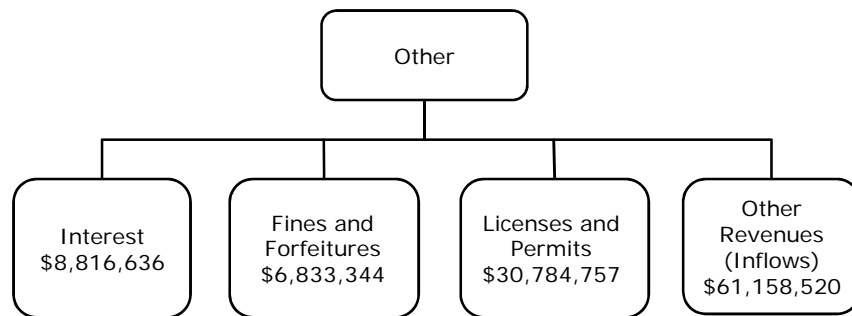 Other
Interest
$8,816,636
Fines and
Forfeitures
$6,833,344
Licenses and
Permits
$30,784,757
Other
Revenues
(Inflows)
$61,158,520